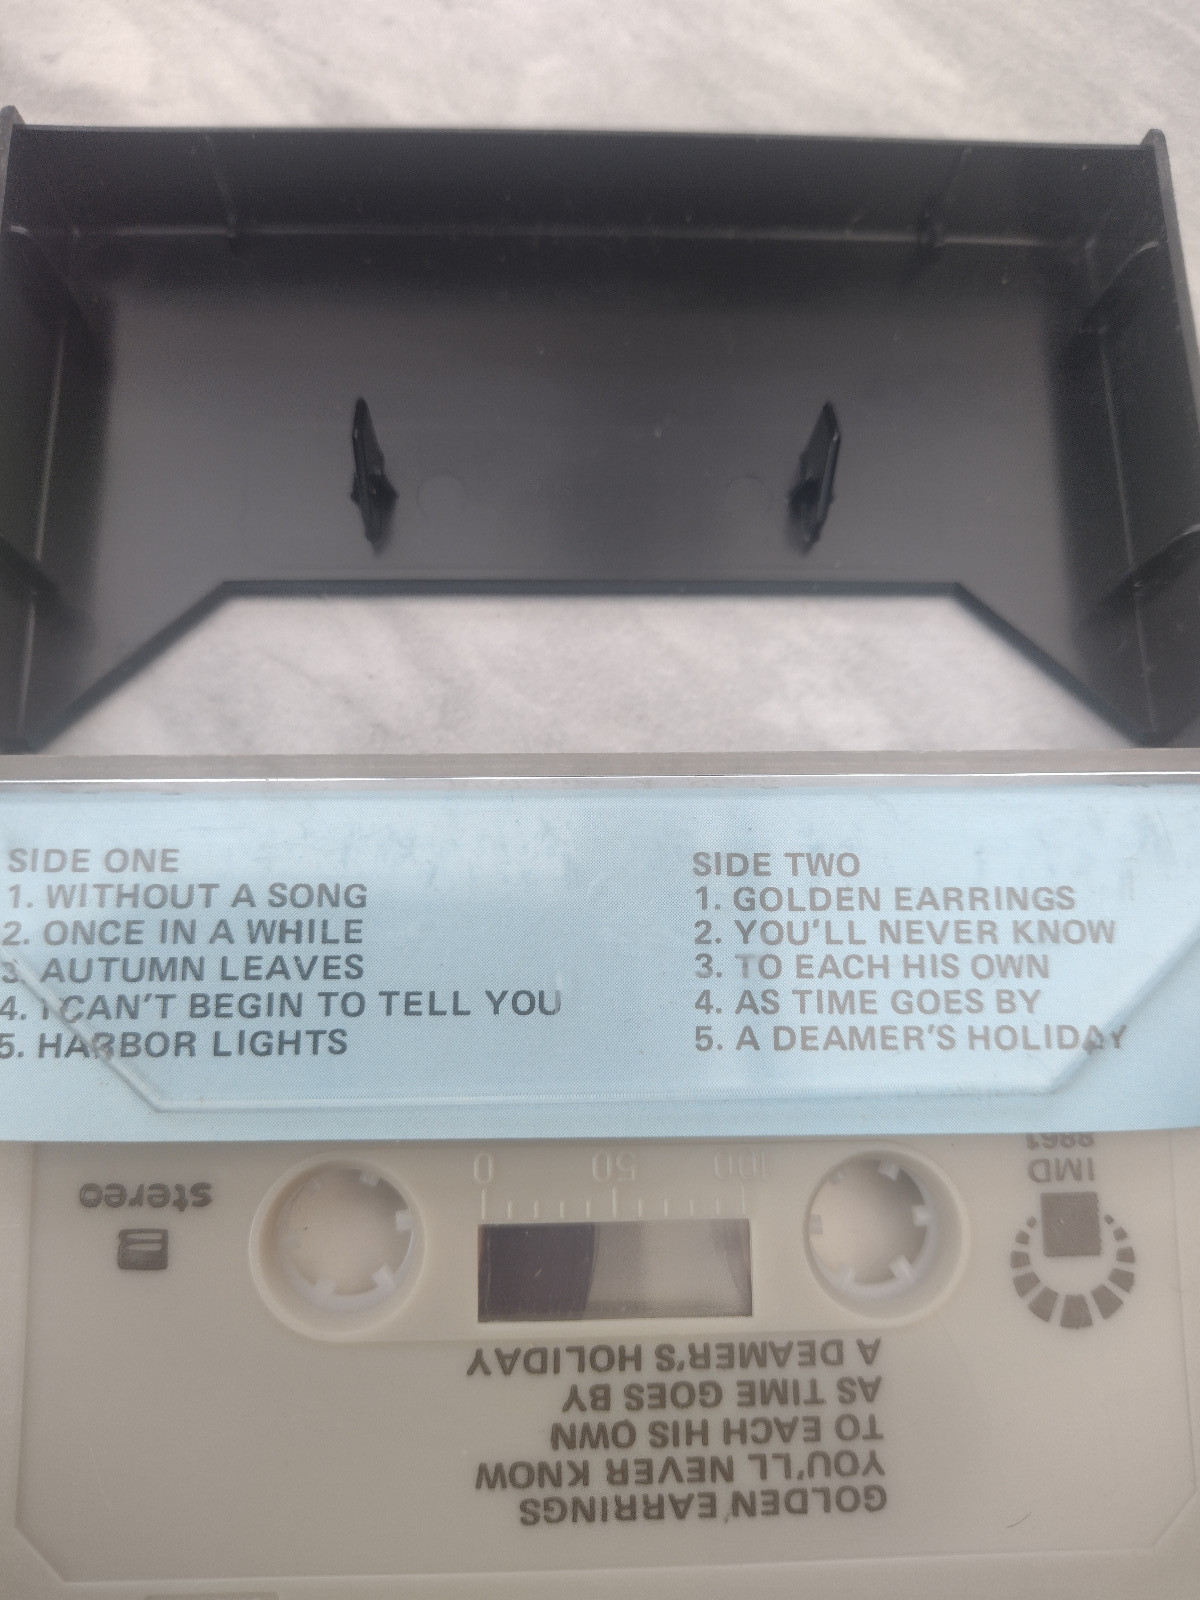 SIDE ONE
1. WITHOUT A SONG
2. ONCE IN A WHILE
3. AUTUMN LEAVES
4. I CAN'T BEGIN TO TELL YOU
5. HARBOR LIGHTS
SIDE TWO
1. GOLDEN EARRINGS
2. YOU'LL NEVER KNOW
3. TO EACH HIS OWN
4. AS TIME GOES BY
5. A DEAMER'S HOLIDAY
GOLDEN EARRINGS
YOU'LL NEVER KNOW
TO EACH HIS OWN
AS TIME GOES BY
A DEAMER'S HOLIDAY
0 50 100
stereo
IMD